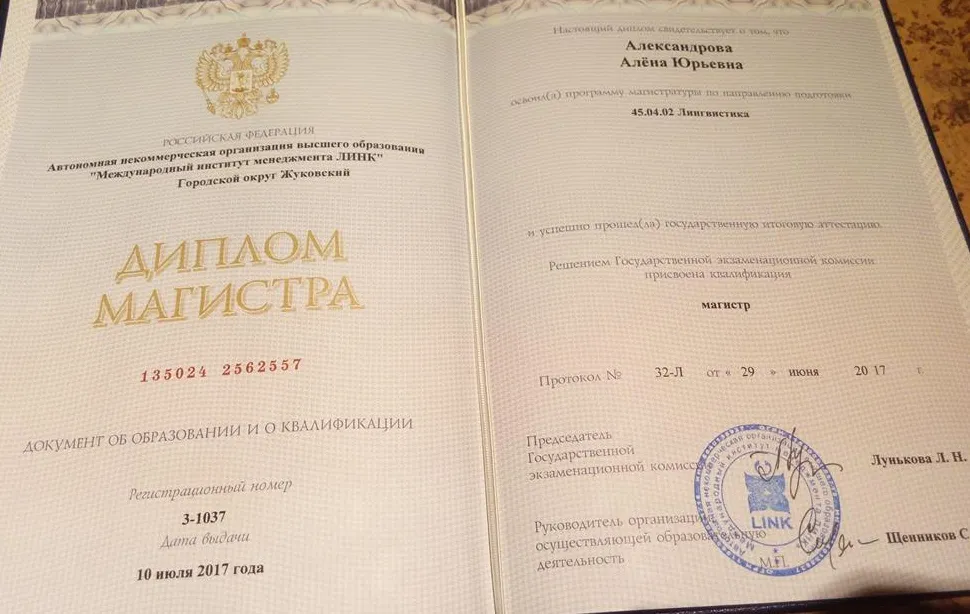 РОССИЙСКАЯ ФЕДЕРАЦИЯ
Автономная некоммерческая организация высшего образования
"Международный институт менеджмента ЛИНК"
Городской округ Жуковский
ДИПЛОМ
МАГИСТРА
135024 2562557
ДОКУМЕНТ ОБ ОБРАЗОВАНИИ И О КВАЛИФИКАЦИИ
Регистрационный номер
3-1037
Дата выдачи
10 июля 2017 года
Настоящий диплом свидетельствует о том, что
Александрова
Алёна Юрьевна
освоил(а) программу магистратуры по направлению подготовки
45.04.02 Лингвистика
и успешно прошел(ла) государственную итоговую аттестацию.
Решением Государственной экзаменационной комиссии
присвоена квалификация
магистр
Протокол № 32-Л от « 29 » июня 20 17 г.
Председатель
Государственной
экзаменационной комиссии
Лунькова Л. Н.
Руководитель организации,
осуществляющей образовательную
деятельность
Щенников С.
М.П.
LINK